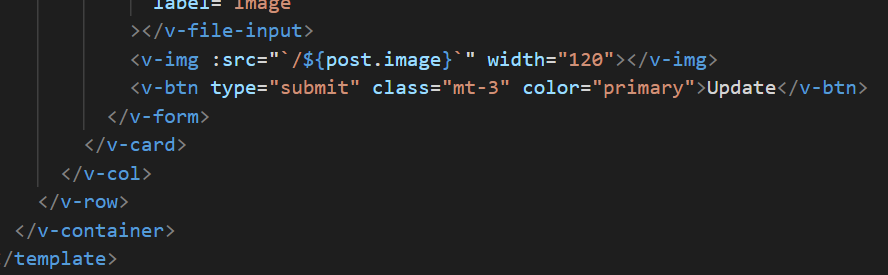 label="Image
></v-file-input>
<v-img :src="`/${post.image}`" width="120"></v-img>
<v-btn type="submit" class="mt-3" color="primary">Update</v-btn>
</v-form>
</v-card>
</v-col>
</v-row>
</v-container>
/template>